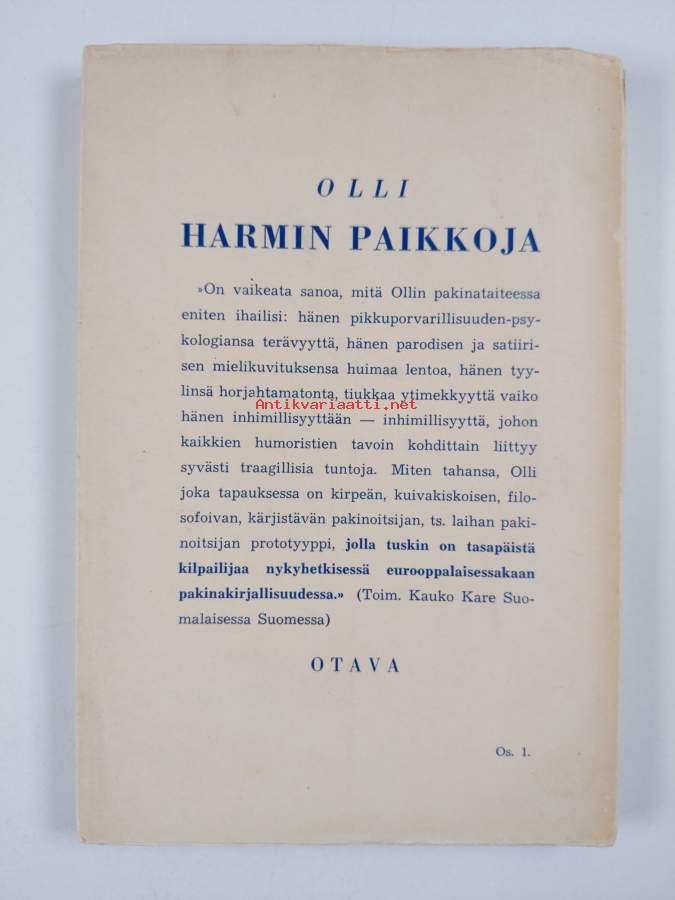 OLLI
HARMIN PAIKKOJA
»On vaikeata sanoa, mitä Ollin pakinataiteessa
eniten ihailisi: hänen pikkuporvarillisuuden-psy-
kologiansa terävyyttä, hänen parodisen ja satiiri-
sen mielikuvituksensa huimaa lentoa, hänen tyy-
linsä horjahtamatonta, tiukkaa ytimekkyyttä vaiko
Antikvariaatti.net
hänen inhimillisyyttään — inhimillisyyttä, johon
kaikkien humoristien tavoin kohdittain liittyy
syvästi traagillisia tuntoja. Miten tahansa, Olli
joka tapauksessa on kirpeän, kuivakiskoisen, filo-
sofoivan, kärjistävän pakinoitsijan, ts. laihan paki-
noitsijan prototyyppi, jolla tuskin on tasapäistä
kilpailijaa nykyhetkisessä eurooppalaisessakaan
pakinakirjallisuudessa.» (Toim. Kauko Kare Suo-
malaisessa Suomessa)
OTAVA
Os. 1.